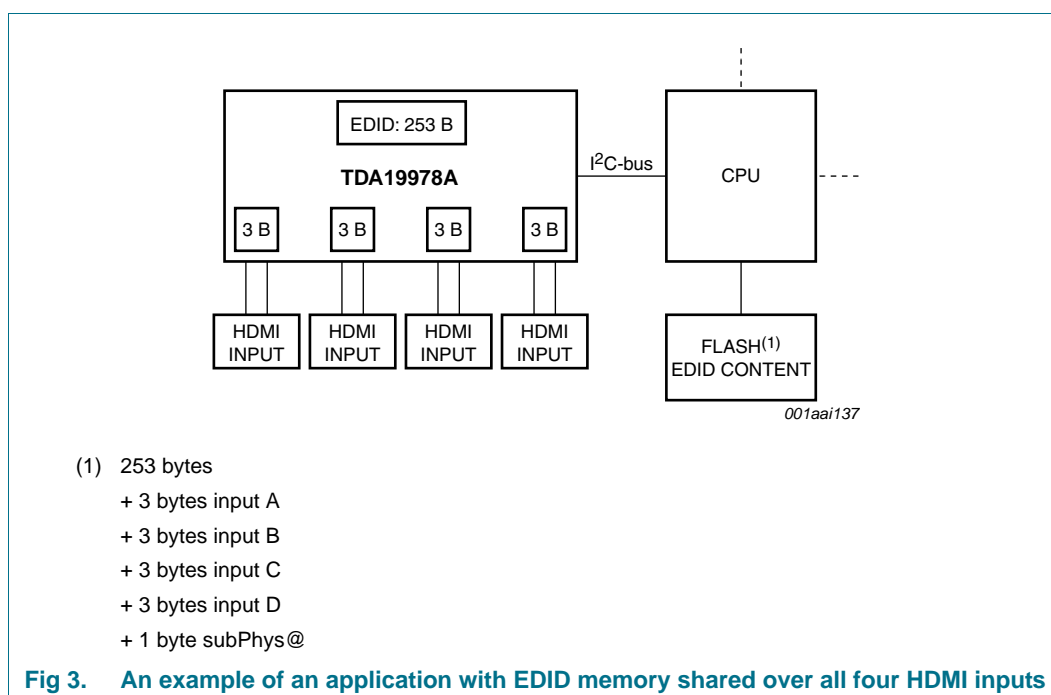 EDID: 253 B
TDA19978A
I2C-bus
CPU
3 B
3 B
3 B
3 B
HDMI
INPUT
HDMI
INPUT
HDMI
INPUT
HDMI
INPUT
FLASH(1)
EDID CONTENT
001aai137
(1) 253 bytes
+ 3 bytes input A
+ 3 bytes input B
+ 3 bytes input C
+ 3 bytes input D
+ 1 byte subPhys@
Fig 3. An example of an application with EDID memory shared over all four HDMI inputs